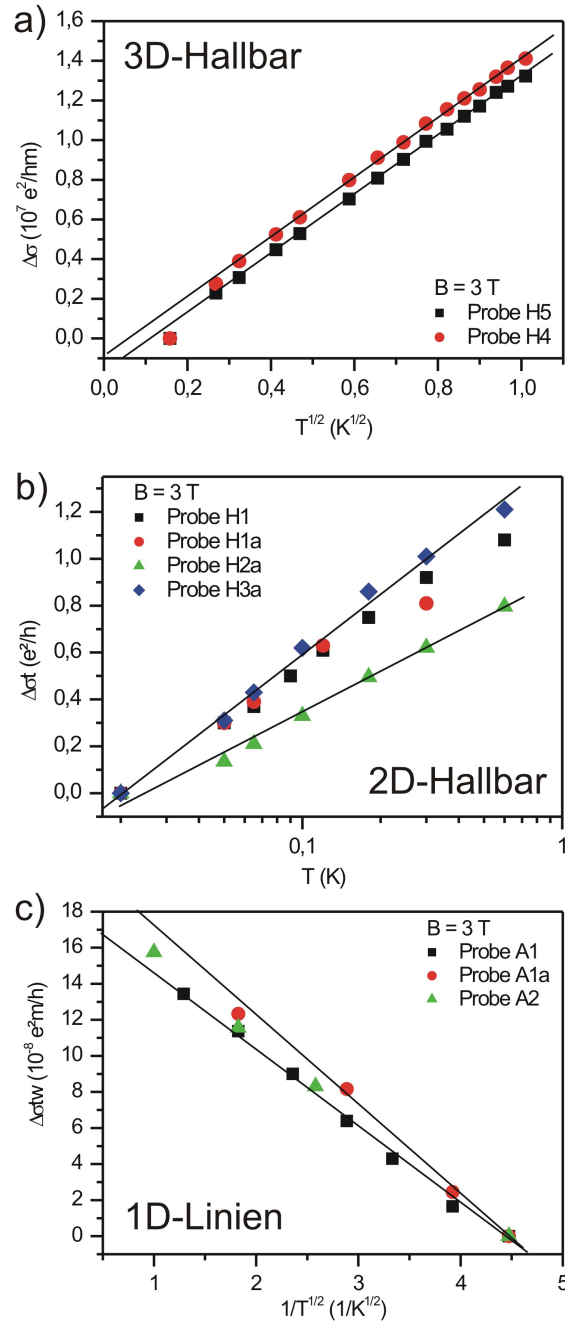 a)
3D-Hallbar
1,6
1,4
1,2
1,0
0,8
0,6
0,4
0,2
0,0
Δσ (10⁷ e²/hm)
B = 3 T
Probe H5
Probe H4
0,0 0,2 0,4 0,6 0,8 1,0
T^1/2 (K^1/2)
b)
B = 3 T
Probe H1
Probe H1a
Probe H2a
Probe H3a
1,2
1,0
0,8
0,6
0,4
0,2
0,0
Δσt (e²/h)
2D-Hallbar
0,1 1
T (K)
c)
18
16
14
12
10
8
6
4
2
0
Δσtw (10⁻⁸ e²m/h)
B = 3 T
Probe A1
Probe A1a
Probe A2
1D-Linien
1 2 3 4 5
1/T^1/2 (1/K^1/2)